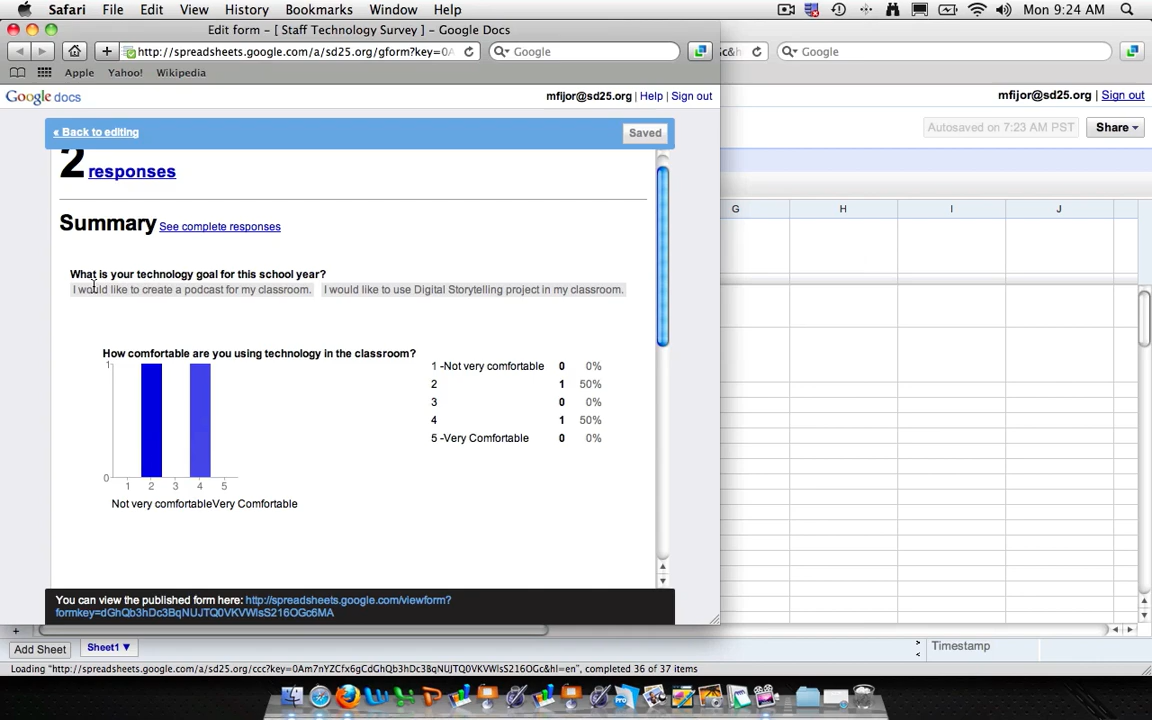 Safari File Edit View History Bookmarks Window Help Mon 9:24 AM
Edit form - [ Staff Technology Survey ] - Google Docs
http://spreadsheets.google.com/a/sd25.org/gform?key=0A Google c&h Google
Apple Yahoo! Wikipedia
Google docs mfijor@sd25.org | Help | Sign out mfijor@sd25.org | Sign out
« Back to editing Saved Autosaved on 7:23 AM PST Share
2 responses
Summary See complete responses
G H I J
What is your technology goal for this school year?
I would like to create a podcast for my classroom. I would like to use Digital Storytelling project in my classroom.
How comfortable are you using technology in the classroom?
1
0
1 2 3 4 5
Not very comfortableVery Comfortable
1 -Not very comfortable 0 0%
2 1 50%
3 0 0%
4 1 50%
5 -Very Comfortable 0 0%
You can view the published form here: http://spreadsheets.google.com/viewform?
formkey=dGhQb3hDc3BqNUJTQ0VKVWlsS216OGc6MA
Add Sheet Sheet1 Timestamp
Loading "http://spreadsheets.google.com/a/sd25.org/ccc?key=0Am7nYZCfx6gCdGhQb3hDc3BqNUJTQ0VKVWlsS216OGc&hl=en", completed 36 of 37 items